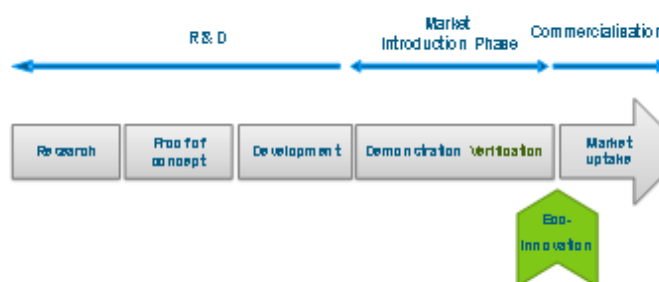 R & D
Market
Introduction Phase
Commercialisation
Research
Proof of
concept
Development
Demonstration Verification
Market
uptake
Eco-
Innovation